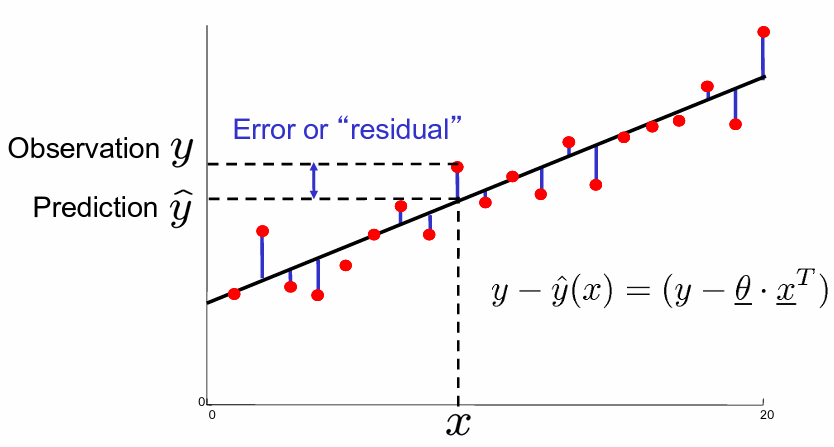 Error or “residual”
Observation y
Prediction ŷ
y − ŷ(x) = (y − θ · x^T)
0
0
x
20